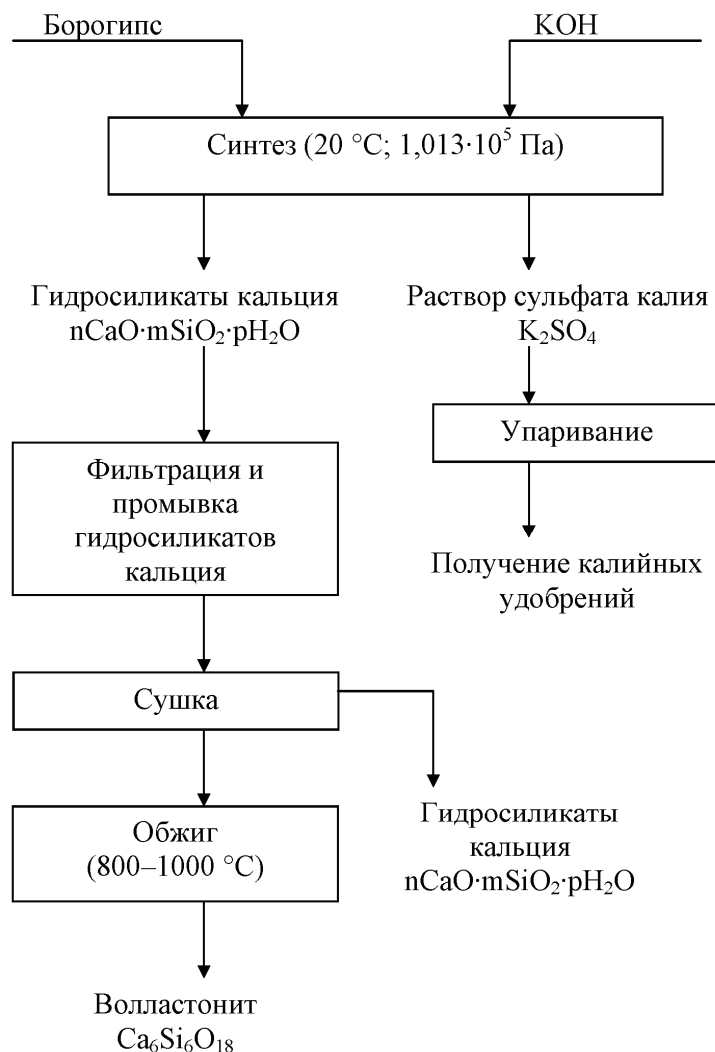 Борогипс
KOH
Синтез (20 °С; 1,013·10⁵ Па)
Гидросиликаты кальция
nCaO·mSiO₂·pH₂O
Раствор сульфата калия
K₂SO₄
Упаривание
Фильтрация и
промывка
гидросиликатов
кальция
Получение калийных
удобрений
Сушка
Обжиг
(800–1000 °С)
Гидросиликаты
кальция
nCaO·mSiO₂·pH₂O
Волластонит
Ca₆Si₆O₁₈